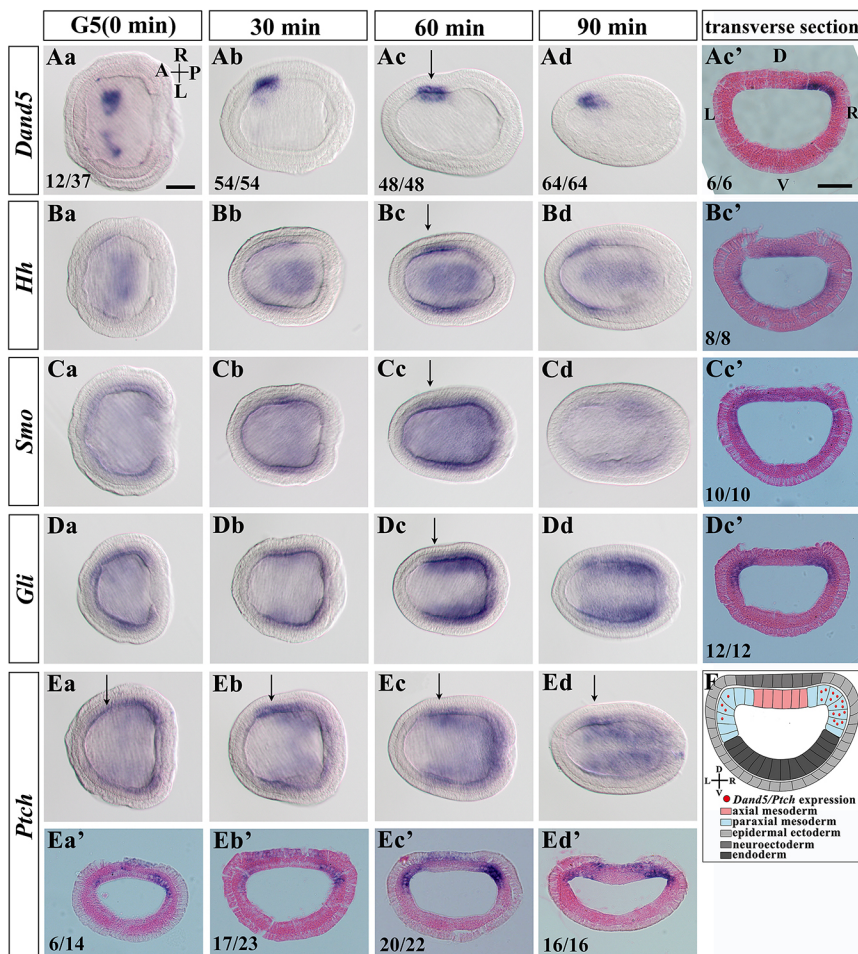 G5(0 min) 30 min 60 min 90 min transverse section
Dand5
Aa R A P L 12/37
Ab 54/54
Ac 48/48
Ad 64/64
Ac' D L R V 6/6
Hh
Ba
Bb
Bc
Bd
Bc' 8/8
Smo
Ca
Cb
Cc
Cd
Cc' 10/10
Gli
Da
Db
Dc
Dd
Dc' 12/12
Ptch
Ea
Eb
Ec
Ed
Ea' 6/14
Eb' 17/23
Ec' 20/22
Ed' 16/16
F
D
L R
V
Dand5/Ptch expression
axial mesoderm
paraxial mesoderm
epidermal ectoderm
neuroectoderm
endoderm